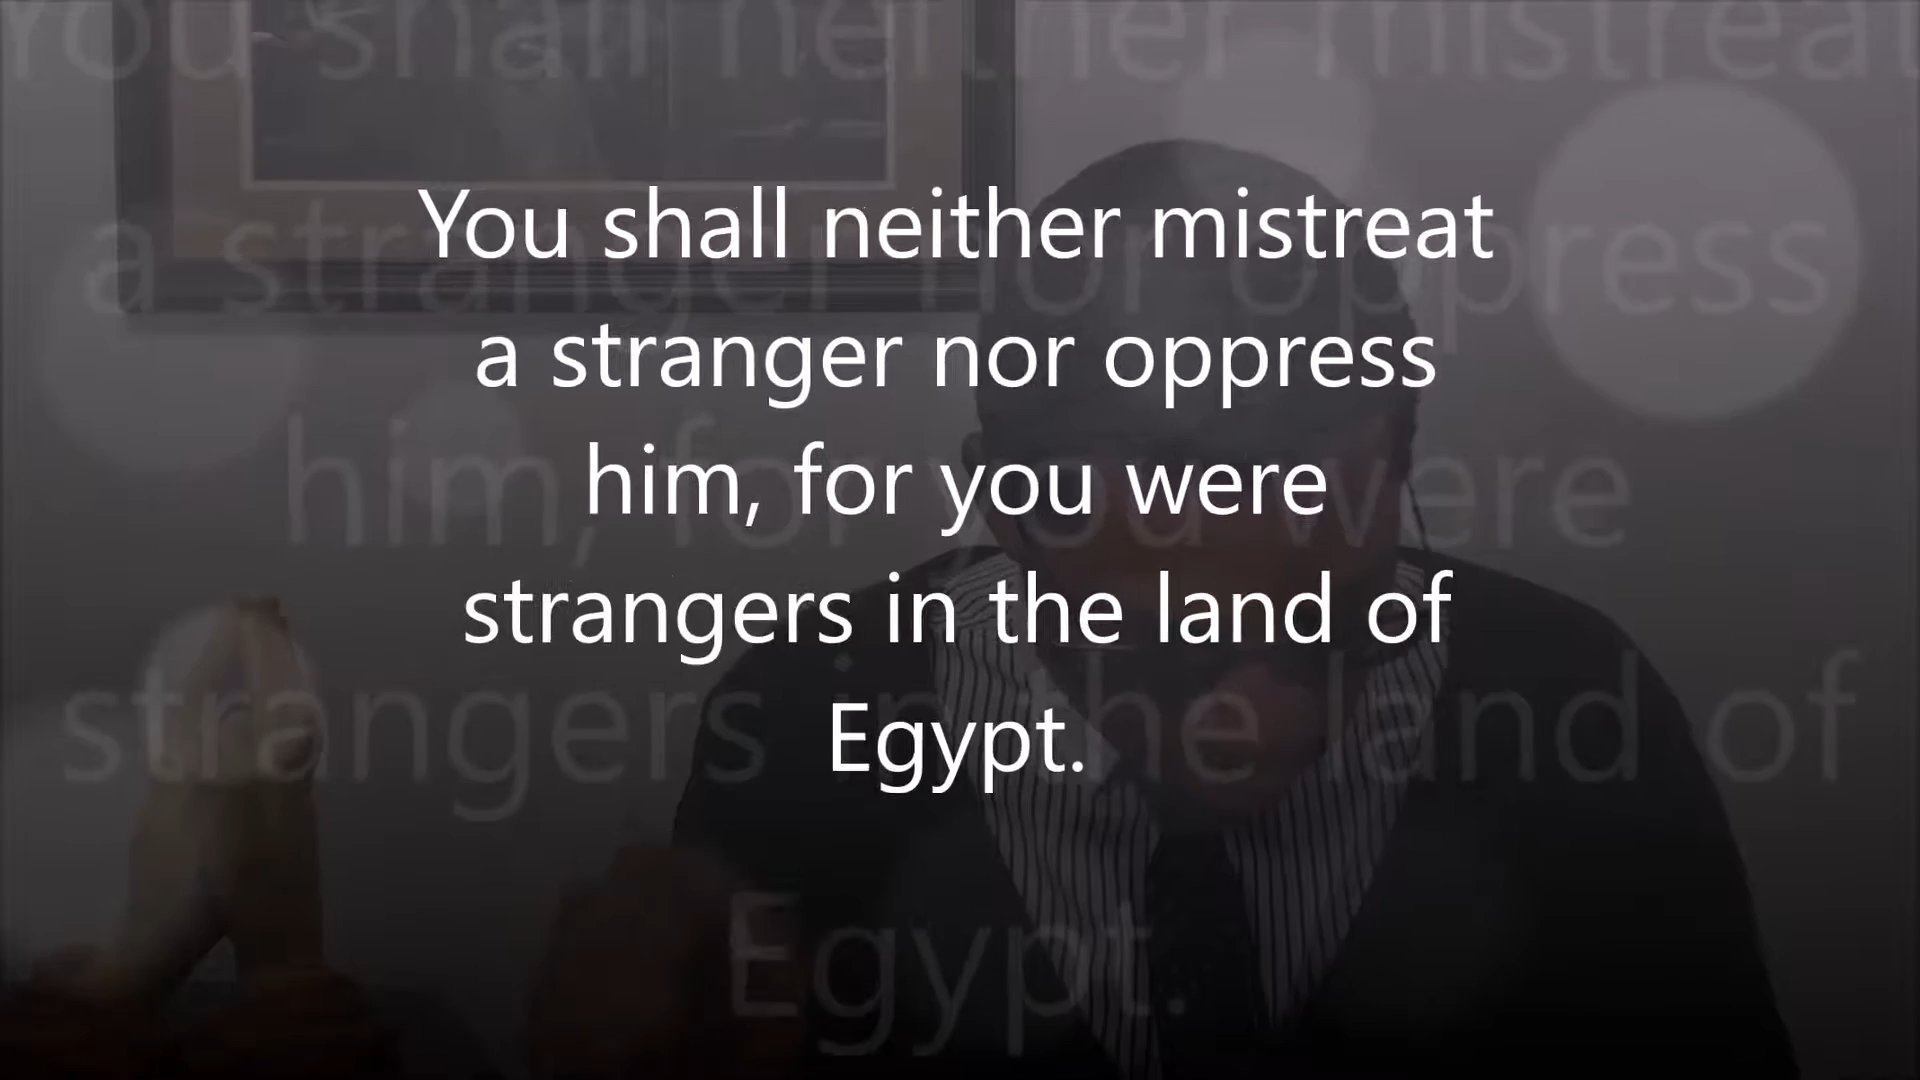 You shall neither mistreat
a stranger nor oppress
him, for you were
strangers in the land of
Egypt.